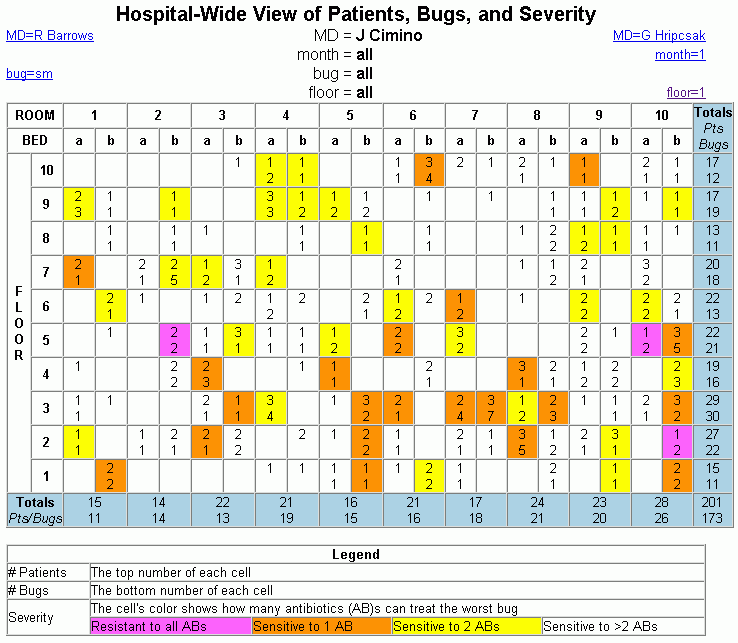 Hospital-Wide View of Patients, Bugs, and Severity
MD=R Barrows MD = J Cimino MD=G Hripcsak
month = all month=1
bug=sm bug = all
floor = all floor=1
ROOM 1 2 3 4 5 6 7 8 9 10 Totals
Pts
BED a b a b a b a b a b a b a b a b a b a b Bugs
FLOOR
10 1 1 1 1 3 2 1 2 1 1 2 1 17
2 1 1 4 1 1 1 1 12
9 2 1 1 3 1 1 1 1 1 1 1 1 1 1 17
3 1 1 3 2 2 2 1 1 2 1 19
8 1 1 1 1 1 1 2 1 1 1 1 13
1 1 1 1 2 2 1 1 11
7 2 2 2 1 3 1 2 1 1 2 3 20
1 1 5 2 1 2 1 2 1 2 18
6 2 1 1 2 1 2 2 1 2 1 1 2 2 2 22
1 2 1 2 2 2 2 1 13
5 1 2 1 3 1 1 1 2 3 2 1 1 3 22
2 1 1 1 1 2 2 2 2 2 5 21
4 1 2 2 1 1 2 3 2 1 2 2 19
2 3 1 1 1 1 2 2 3 16
3 1 1 2 1 3 1 3 2 2 3 1 2 1 1 2 3 29
1 1 1 4 2 1 4 7 2 3 1 1 2 30
2 1 1 2 2 2 2 1 2 1 2 1 3 1 2 3 1 27
1 1 1 1 2 2 1 1 1 5 2 1 1 2 22
1 2 1 1 1 1 1 2 1 1 1 1 2 15
2 1 1 2 1 1 1 2 11
Totals 15 14 22 21 16 21 17 24 23 28 201
Pts/Bugs 11 14 13 19 15 16 18 21 20 26 173
Legend
# Patients The top number of each cell
# Bugs The bottom number of each cell
Severity The cell's color shows how many antibiotics (AB)s can treat the worst bug
Resistant to all ABs Sensitive to 1 AB Sensitive to 2 ABs Sensitive to >2 ABs